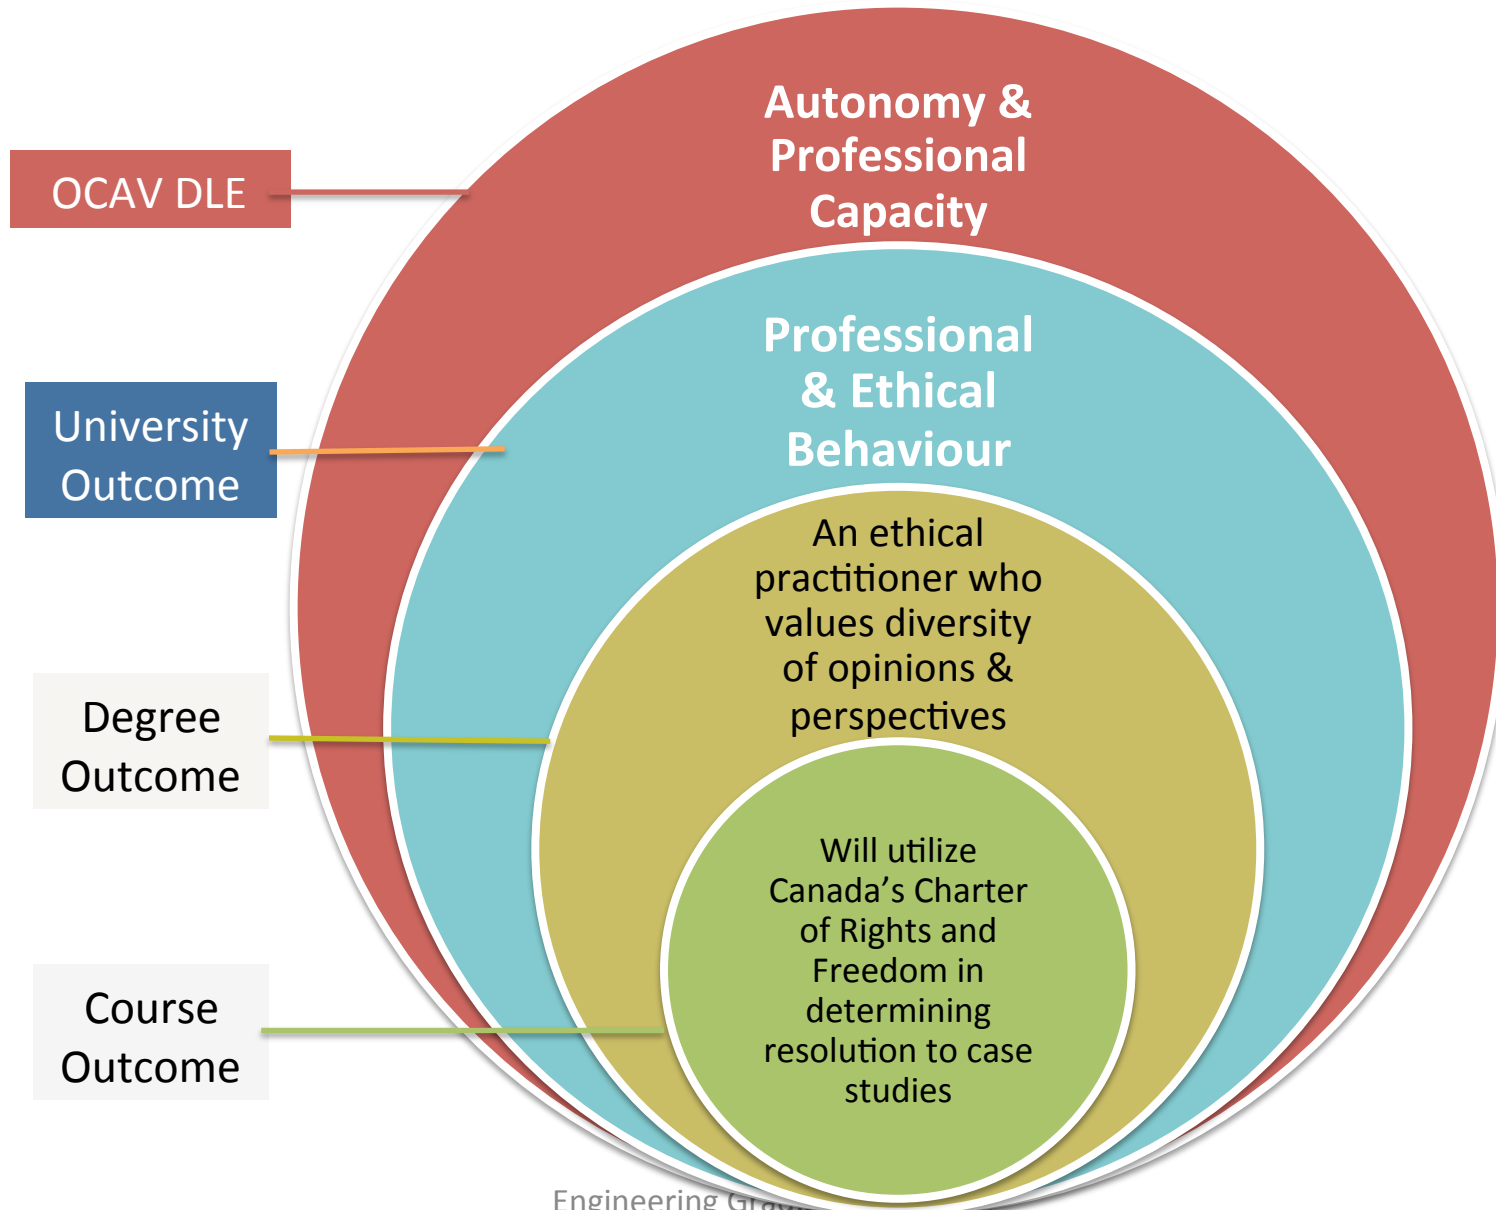 Autonomy &
Professional
Capacity
OCAV DLE
Professional
& Ethical
Behaviour
University
Outcome
An ethical
practitioner who
values diversity
of opinions &
perspectives
Degree
Outcome
Will utilize
Canada’s Charter
of Rights and
Freedom in
determining
resolution to case
studies
Course
Outcome
Engineering